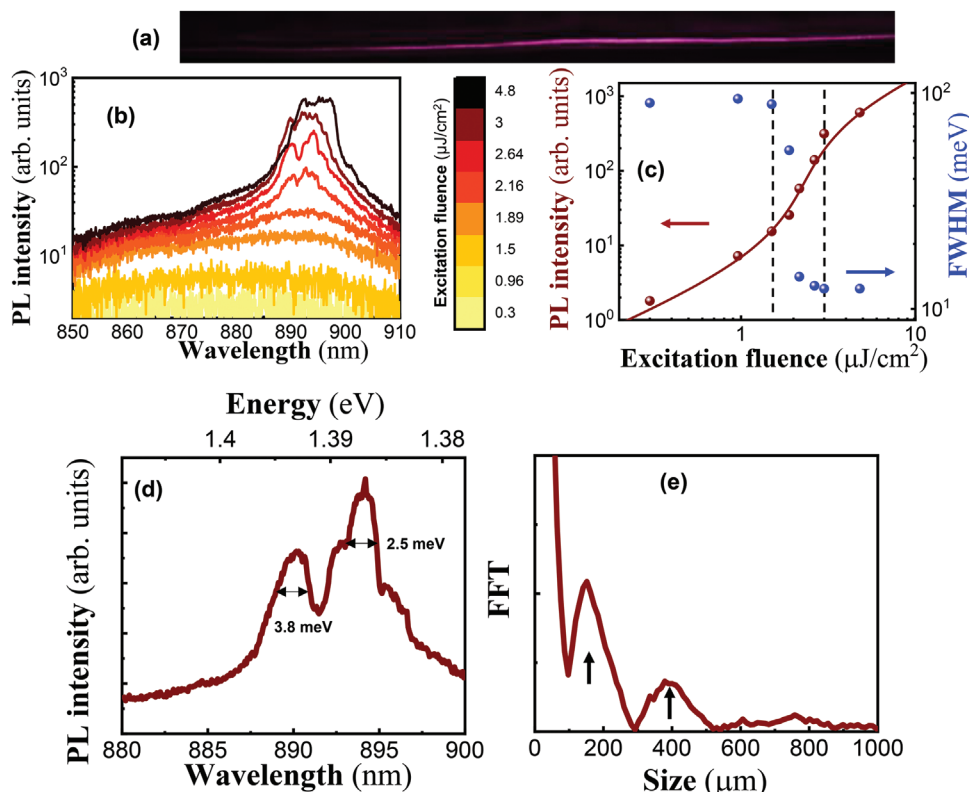 (a)
PL intensity (arb. units)
10³
10²
10¹
(b)
850 860 870 880 890 900 910
Wavelength (nm)
Excitation fluence (μJ/cm²)
4.8
3
2.64
2.16
1.89
1.5
0.96
0.3
PL intensity (arb. units)
10³
10²
10¹
10⁰
(c)
1 10
Excitation fluence (μJ/cm²)
10²
10¹
FWHM (meV)
Energy (eV)
1.4 1.39 1.38
PL intensity (arb. units)
(d)
2.5 meV
3.8 meV
880 885 890 895 900
Wavelength (nm)
FFT
(e)
0 200 400 600 800 1000
Size (μm)